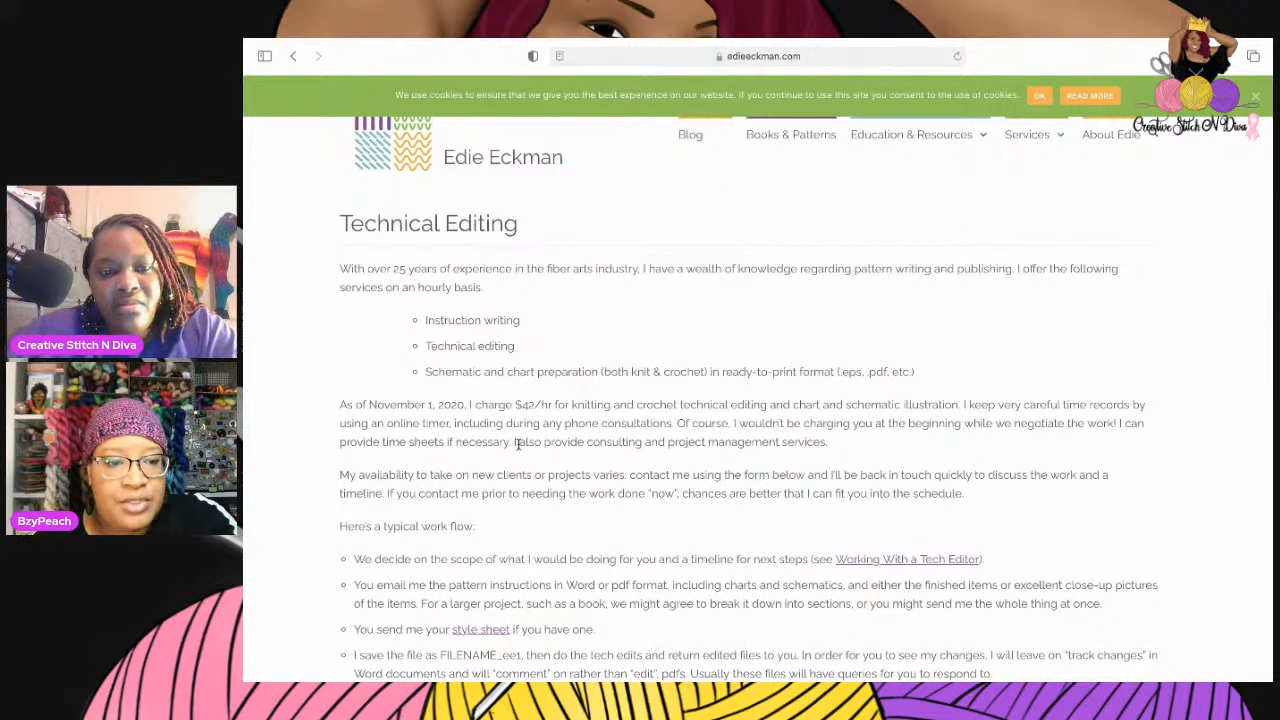 edieeckman.com
We use cookies to ensure that we give you the best experience on our website. If you continue to use this site you consent to the use of cookies.
OK
READ MORE
Creative Stitch N Diva
Edie Eckman
Blog
Books & Patterns
Education & Resources
Services
About Edie
Technical Editing
With over 25 years of experience in the fiber arts industry, I have a wealth of knowledge regarding pattern writing and publishing. I offer the following
services on an hourly basis.
Instruction writing
Technical editing
Schematic and chart preparation (both knit & crochet) in ready-to-print format (.eps, .pdf, etc.)
As of November 1, 2020, I charge $42/hr for knitting and crochet technical editing and chart and schematic illustration. I keep very careful time records by
using an online timer, including during any phone consultations. Of course, I wouldn't be charging you at the beginning while we negotiate the work! I can
provide time sheets if necessary. I also provide consulting and project management services.
My availability to take on new clients or projects varies; contact me using the form below and I'll be back in touch quickly to discuss the work and a
timeline. If you contact me prior to needing the work done "now", chances are better that I can fit you into the schedule.
Here's a typical work flow:
We decide on the scope of what I would be doing for you and a timeline for next steps (see Working With a Tech Editor).
You email me the pattern instructions in Word or pdf format, including charts and schematics, and either the finished items or excellent close-up pictures
of the items. For a larger project, such as a book, we might agree to break it down into sections, or you might send me the whole thing at once.
You send me your style sheet if you have one.
I save the file as FILENAME_ee1, then do the tech edits and return edited files to you. In order for you to see my changes, I will leave on "track changes" in
Word documents and will "comment" on rather than "edit", pdfs. Usually these files will have queries for you to respond to.
Creative Stitch N Diva
BzyPeach